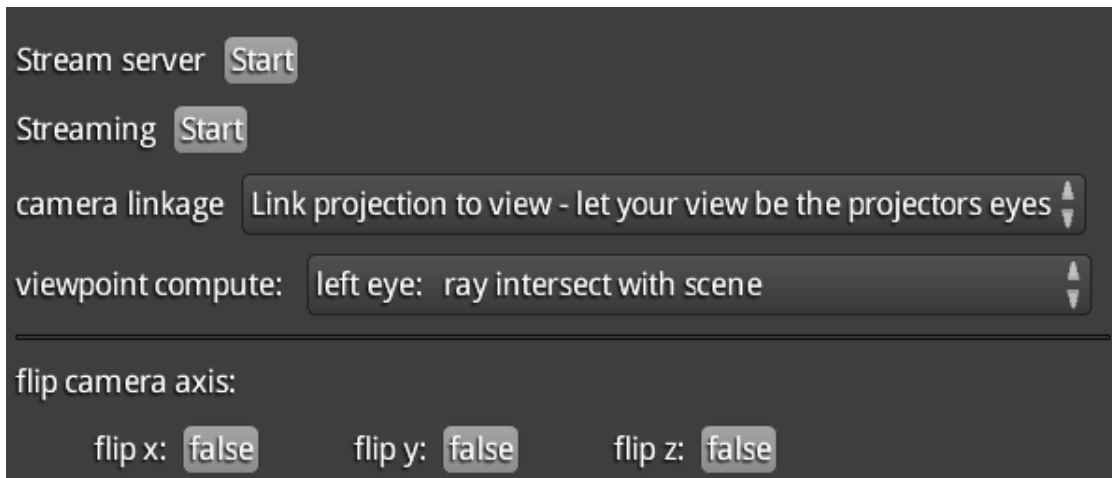 Stream server Start
Streaming Start
camera linkage Link projection to view - let your view be the projectors eyes
viewpoint compute: left eye: ray intersect with scene
flip camera axis:
flip x: false flip y: false flip z: false